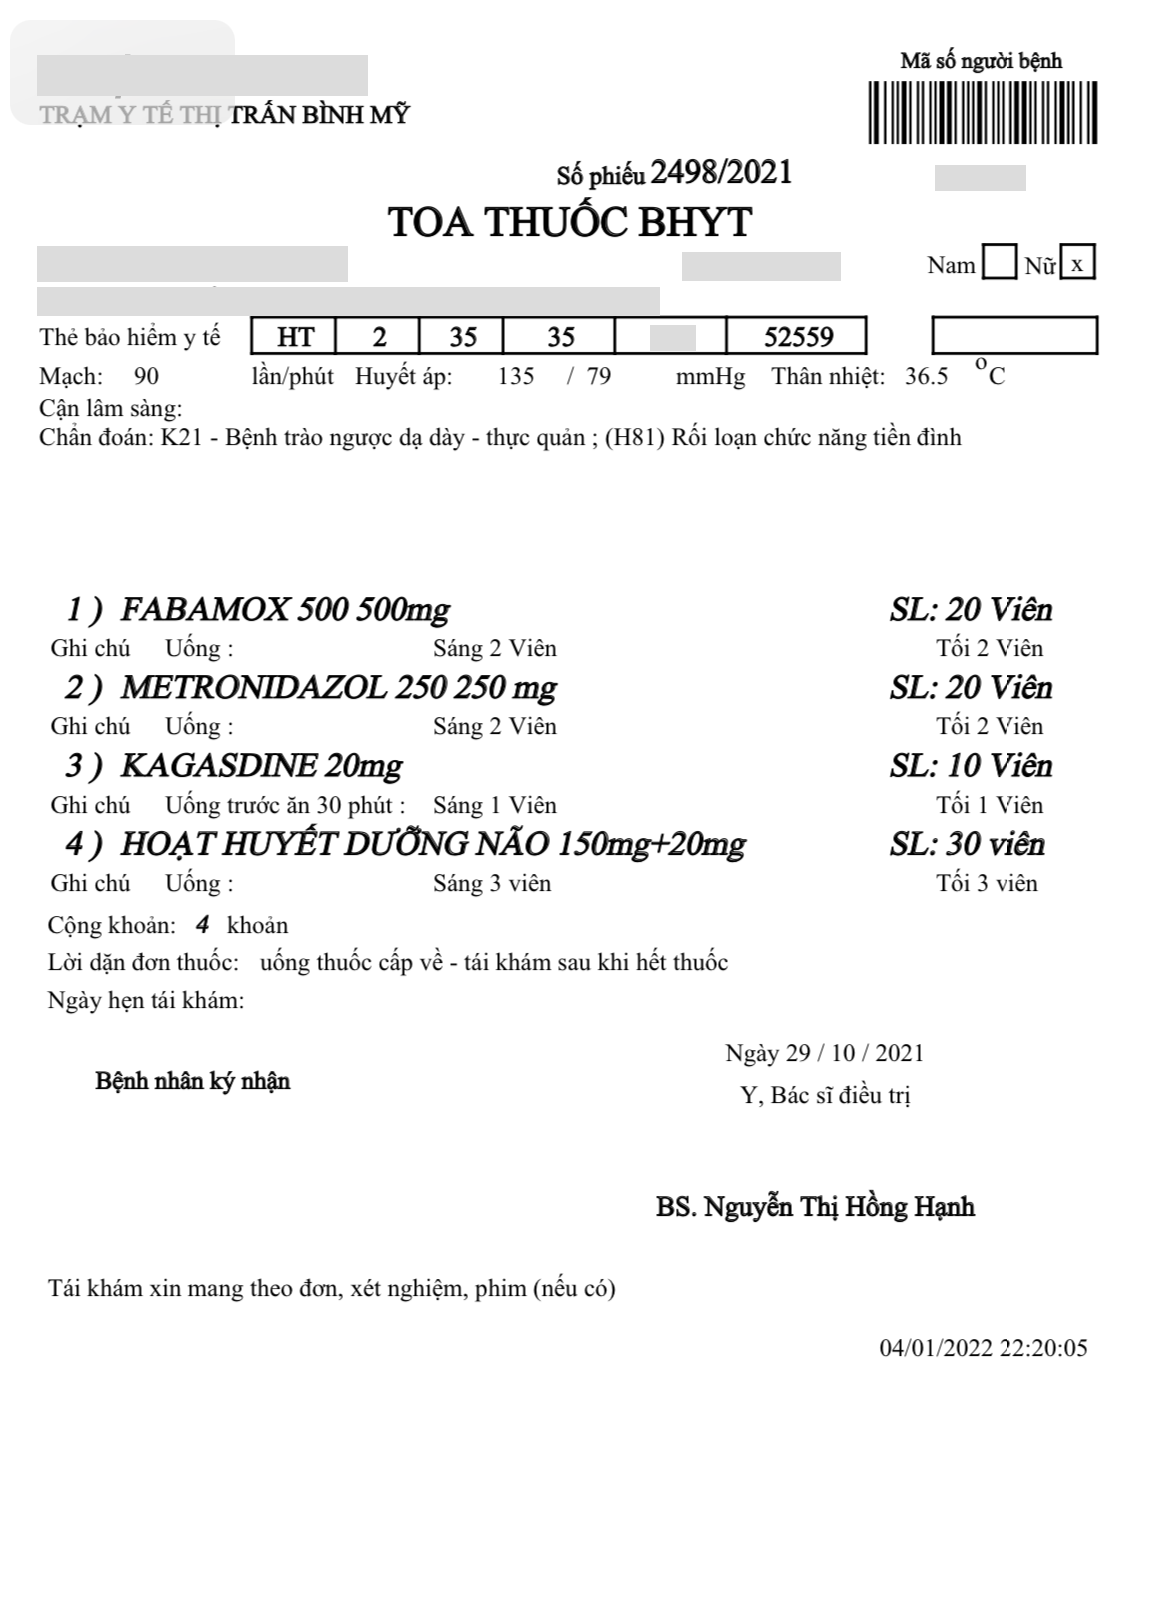 Mã số người bệnh
TRẠM Y TẾ THỊ TRẤN BÌNH MỸ
Số phiếu 2498/2021
TOA THUỐC BHYT
Nam Nữ x
Thẻ bảo hiểm y tế HT 2 35 35 52559
Mạch: 90 lần/phút Huyết áp: 135 / 79 mmHg Thân nhiệt: 36.5 °C
Cận lâm sàng:
Chẩn đoán: K21 - Bệnh trào ngược dạ dày - thực quản ; (H81) Rối loạn chức năng tiền đình
1 ) FABAMOX 500 500mg SL: 20 Viên
Ghi chú Uống : Sáng 2 Viên Tối 2 Viên
2 ) METRONIDAZOL 250 250 mg SL: 20 Viên
Ghi chú Uống : Sáng 2 Viên Tối 2 Viên
3 ) KAGASDINE 20mg SL: 10 Viên
Ghi chú Uống trước ăn 30 phút : Sáng 1 Viên Tối 1 Viên
4 ) HOẠT HUYẾT DƯỠNG NÃO 150mg+20mg SL: 30 viên
Ghi chú Uống : Sáng 3 viên Tối 3 viên
Cộng khoản: 4 khoản
Lời dặn đơn thuốc: uống thuốc cấp về - tái khám sau khi hết thuốc
Ngày hẹn tái khám:
Ngày 29 / 10 / 2021
Bệnh nhân ký nhận
Y, Bác sĩ điều trị
BS. Nguyễn Thị Hồng Hạnh
Tái khám xin mang theo đơn, xét nghiệm, phim (nếu có)
04/01/2022 22:20:05